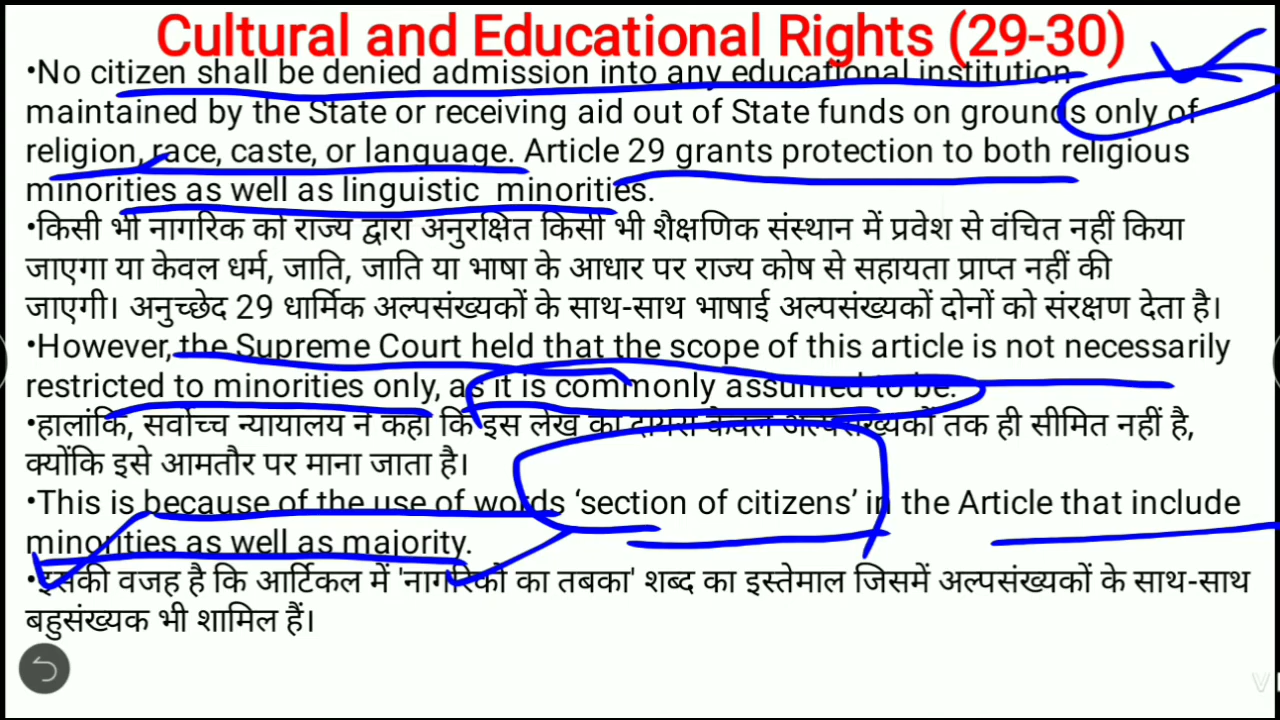 Cultural and Educational Rights (29-30)
•No citizen shall be denied admission into any educational institution
maintained by the State or receiving aid out of State funds on grounds only of
religion, race, caste, or language. Article 29 grants protection to both religious
minorities as well as linguistic minorities.
•किसी भी नागरिक को राज्य द्वारा अनुरक्षित किसी भी शैक्षणिक संस्थान में प्रवेश से वंचित नहीं किया
जाएगा या केवल धर्म, जाति, जाति या भाषा के आधार पर राज्य कोष से सहायता प्राप्त नहीं की
जाएगी। अनुच्छेद 29 धार्मिक अल्पसंख्यकों के साथ-साथ भाषाई अल्पसंख्यकों दोनों को संरक्षण देता है।
•However, the Supreme Court held that the scope of this article is not necessarily
restricted to minorities only, as it is commonly assumed to be.
•हालांकि, सर्वोच्च न्यायालय ने कहा कि इस लेख का दायरा केवल अल्पसंख्यकों तक ही सीमित नहीं है,
क्योंकि इसे आमतौर पर माना जाता है।
•This is because of the use of words ‘section of citizens’ in the Article that include
minorities as well as majority.
•इसकी वजह है कि आर्टिकल में 'नागरिकों का तबका' शब्द का इस्तेमाल जिसमें अल्पसंख्यकों के साथ-साथ
बहुसंख्यक भी शामिल हैं।